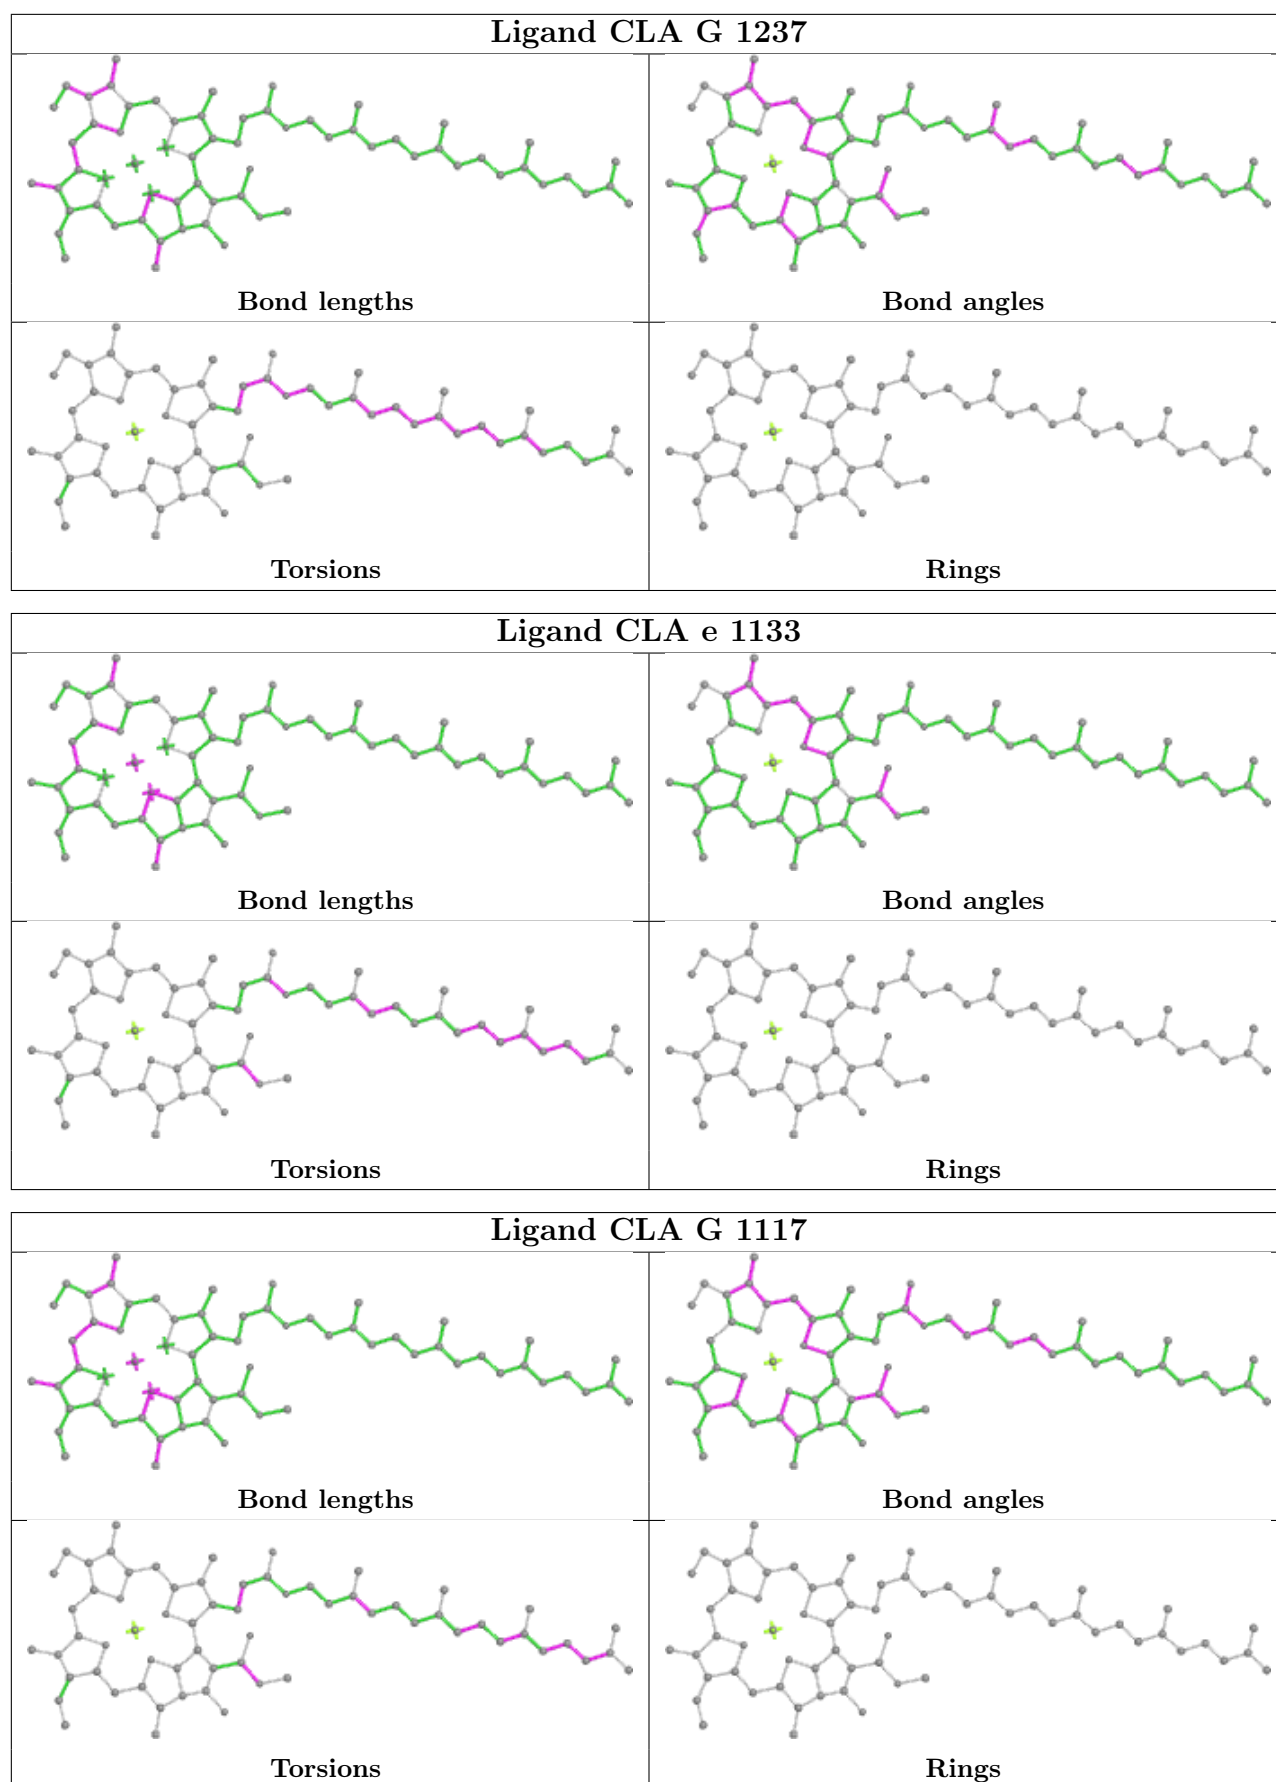 Ligand CLA G 1237
Bond lengths Bond angles
Torsions Rings
Ligand CLA e 1133
Bond lengths Bond angles
Torsions Rings
Ligand CLA G 1117
Bond lengths Bond angles
Torsions Rings